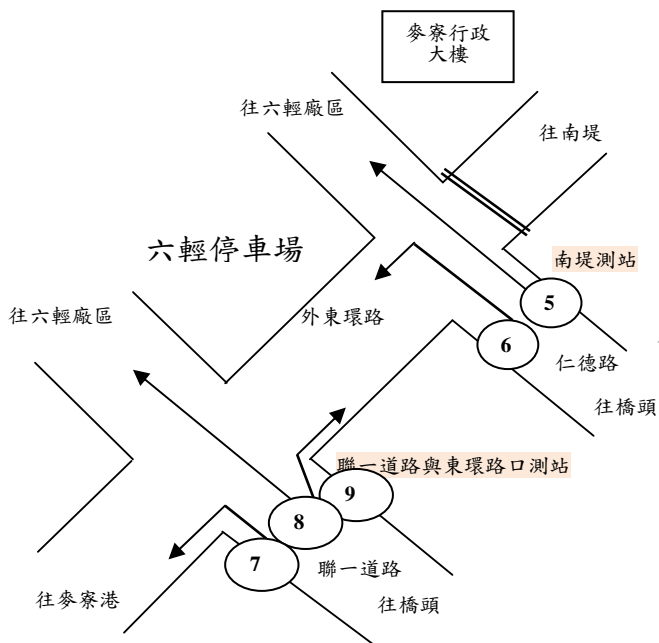 麥寮行政
大樓
往六輕廠區
往南堤
六輕停車場
南堤測站
5
往六輕廠區
外東環路
6
仁德路
往橋頭
聯一道路與東環路口測站
9
8
7
聯一道路
往麥寮港
往橋頭